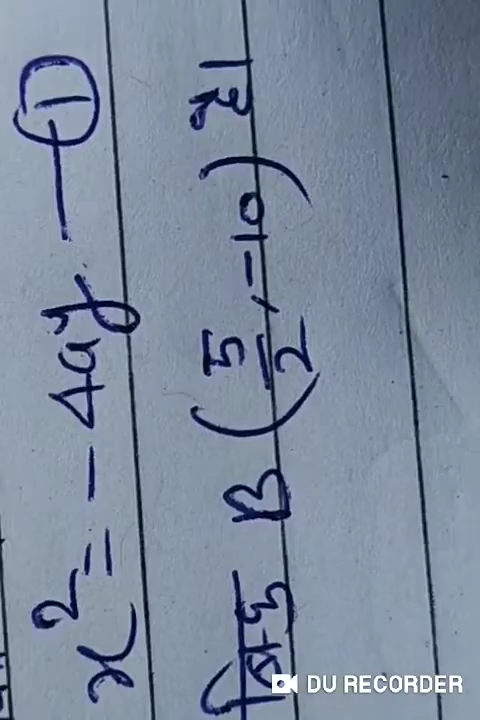 x² = - 4ay — ①
B (5/2, -10) है।
DU RECORDER